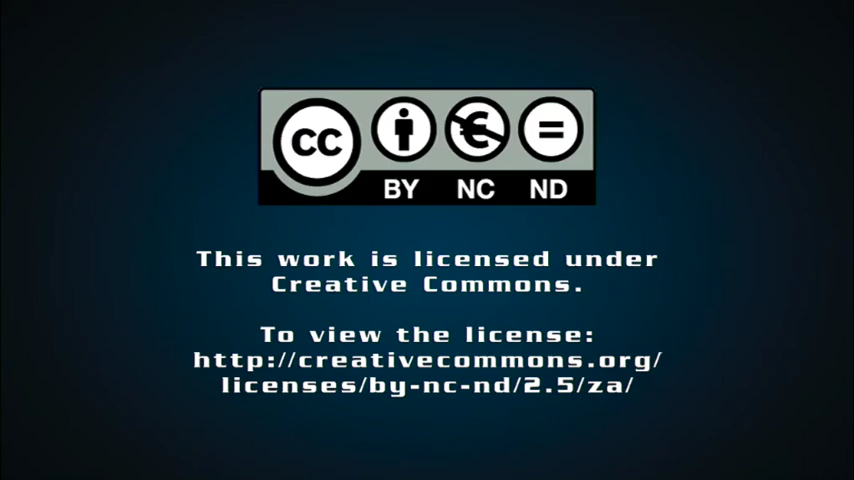 CC
BY NC ND
This work is licensed under
Creative Commons.
To view the license:
http://creativecommons.org/
licenses/by-nc-nd/2.5/za/